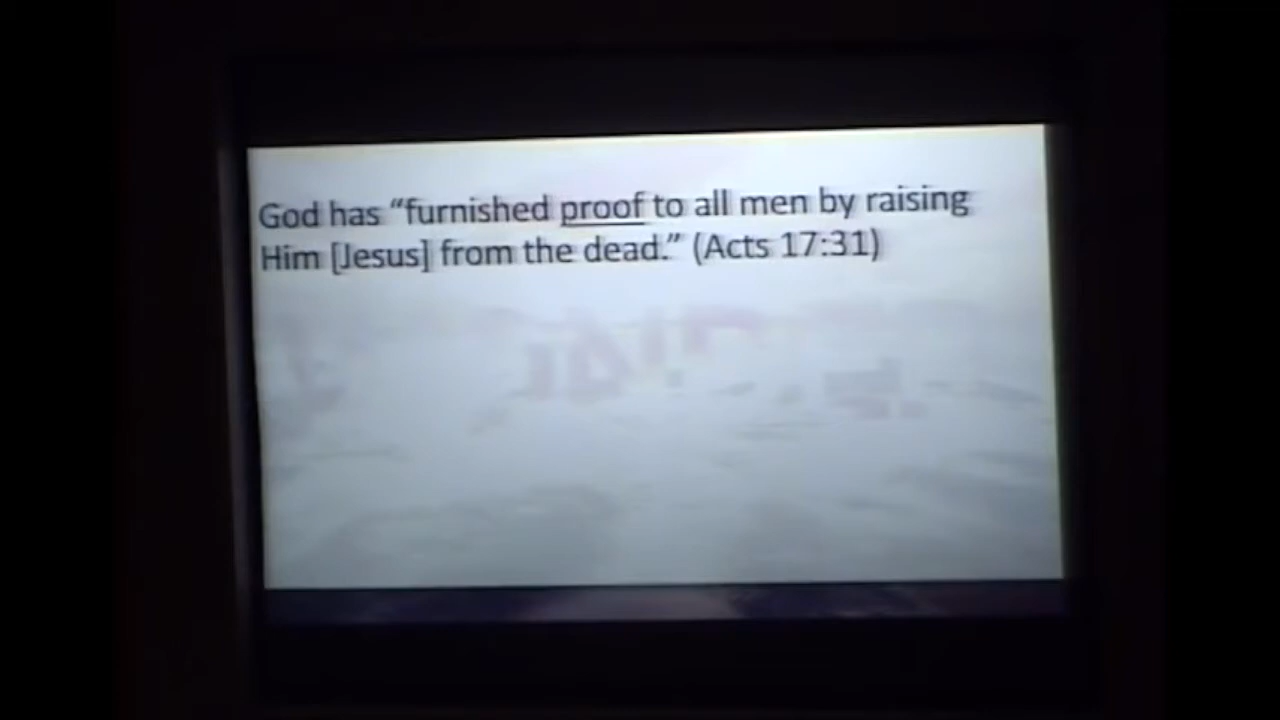 God has “furnished proof to all men by raising
Him [Jesus] from the dead.” (Acts 17:31)